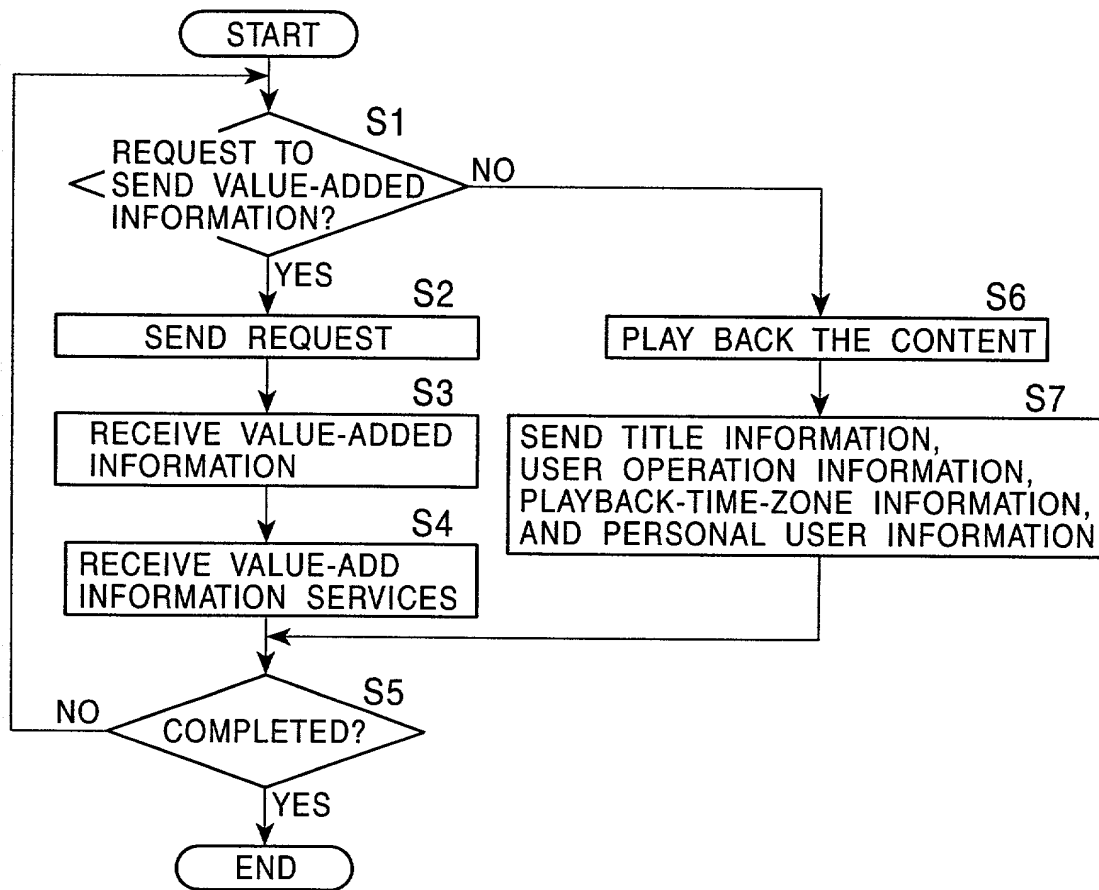 START
S1
REQUEST TO
SEND VALUE-ADDED
INFORMATION?
NO
YES
S2
SEND REQUEST
S3
RECEIVE VALUE-ADDED
INFORMATION
S4
RECEIVE VALUE-ADD
INFORMATION SERVICES
S6
PLAY BACK THE CONTENT
S7
SEND TITLE INFORMATION,
USER OPERATION INFORMATION,
PLAYBACK-TIME-ZONE INFORMATION,
AND PERSONAL USER INFORMATION
S5
COMPLETED?
NO
YES
END